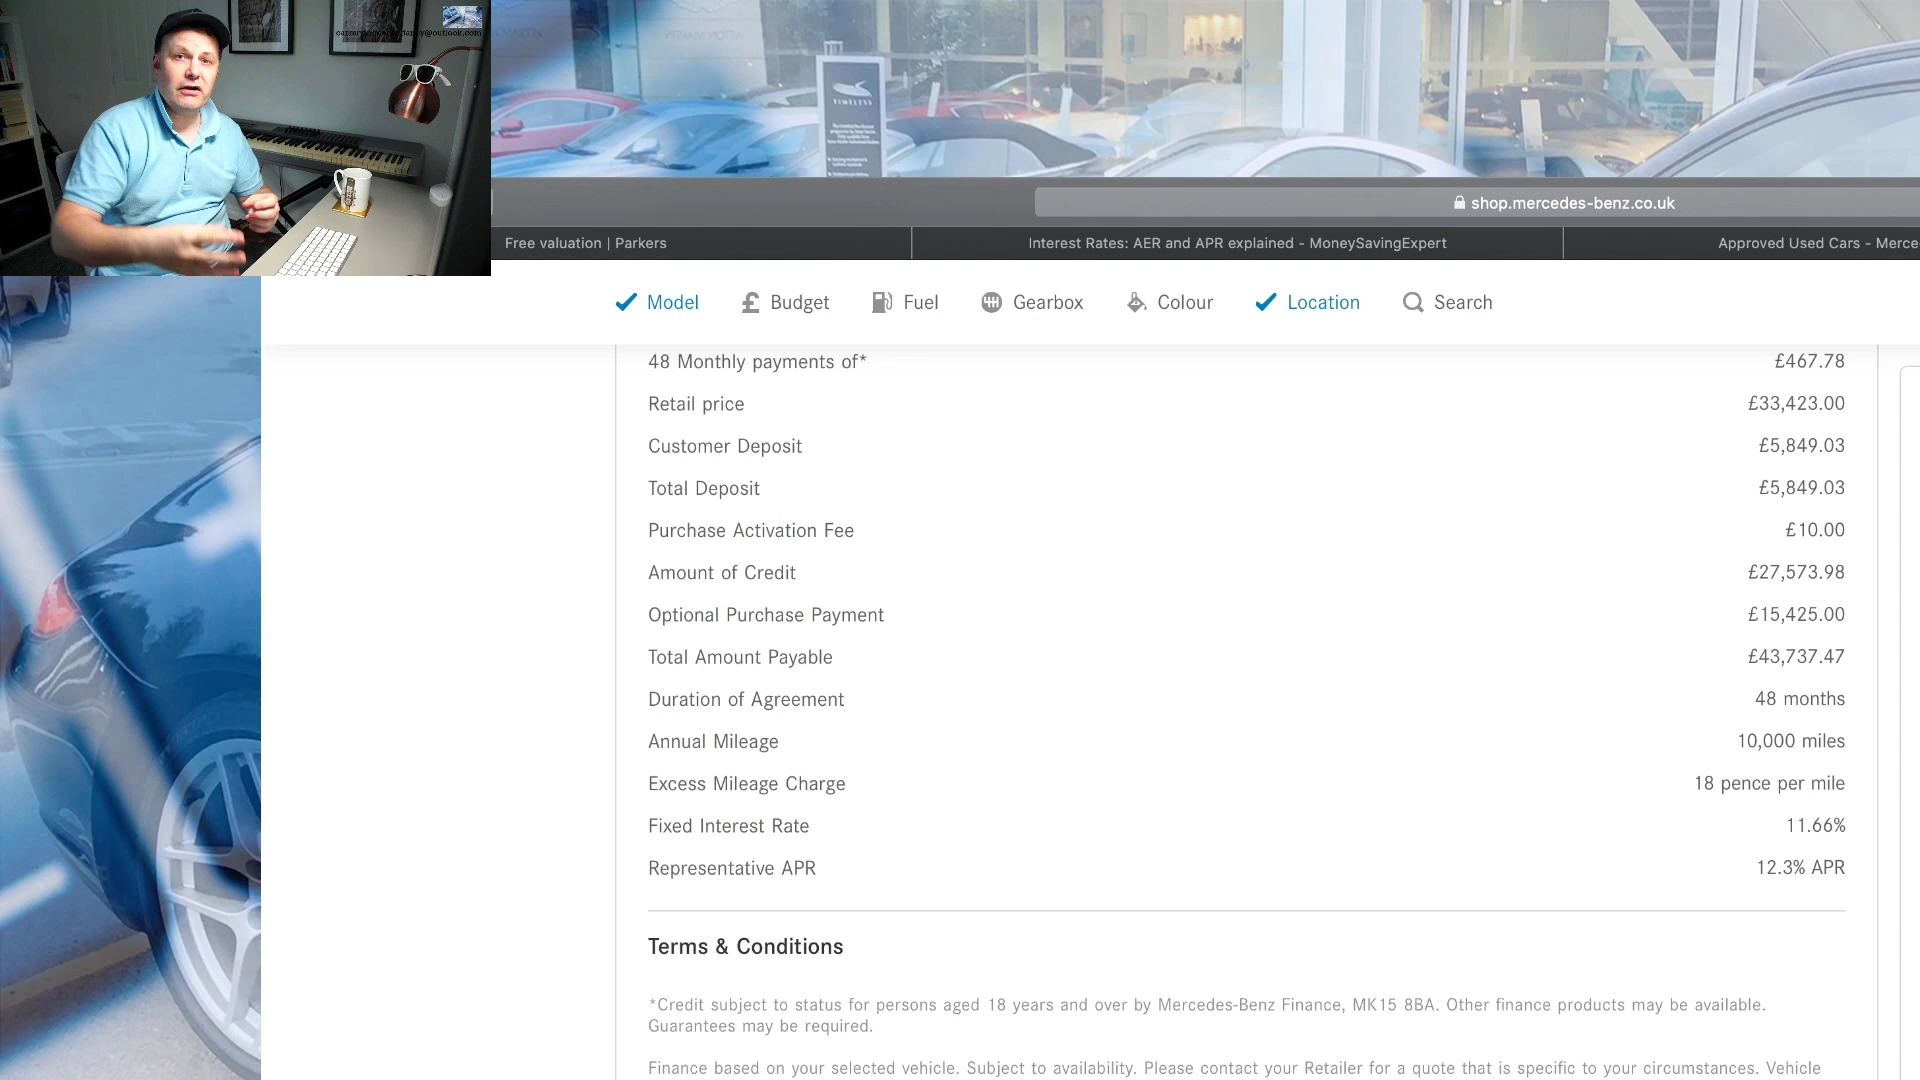 TIMELESS
shop.mercedes-benz.co.uk
Free valuation | Parkers
Interest Rates: AER and APR explained - MoneySavingExpert
Approved Used Cars - Merce
Model
Budget
Fuel
Gearbox
Colour
Location
Search
48 Monthly payments of* £467.78
Retail price £33,423.00
Customer Deposit £5,849.03
Total Deposit £5,849.03
Purchase Activation Fee £10.00
Amount of Credit £27,573.98
Optional Purchase Payment £15,425.00
Total Amount Payable £43,737.47
Duration of Agreement 48 months
Annual Mileage 10,000 miles
Excess Mileage Charge 18 pence per mile
Fixed Interest Rate 11.66%
Representative APR 12.3% APR
Terms & Conditions
*Credit subject to status for persons aged 18 years and over by Mercedes-Benz Finance, MK15 8BA. Other finance products may be available.
Guarantees may be required.
Finance based on your selected vehicle. Subject to availability. Please contact your Retailer for a quote that is specific to your circumstances. Vehicle